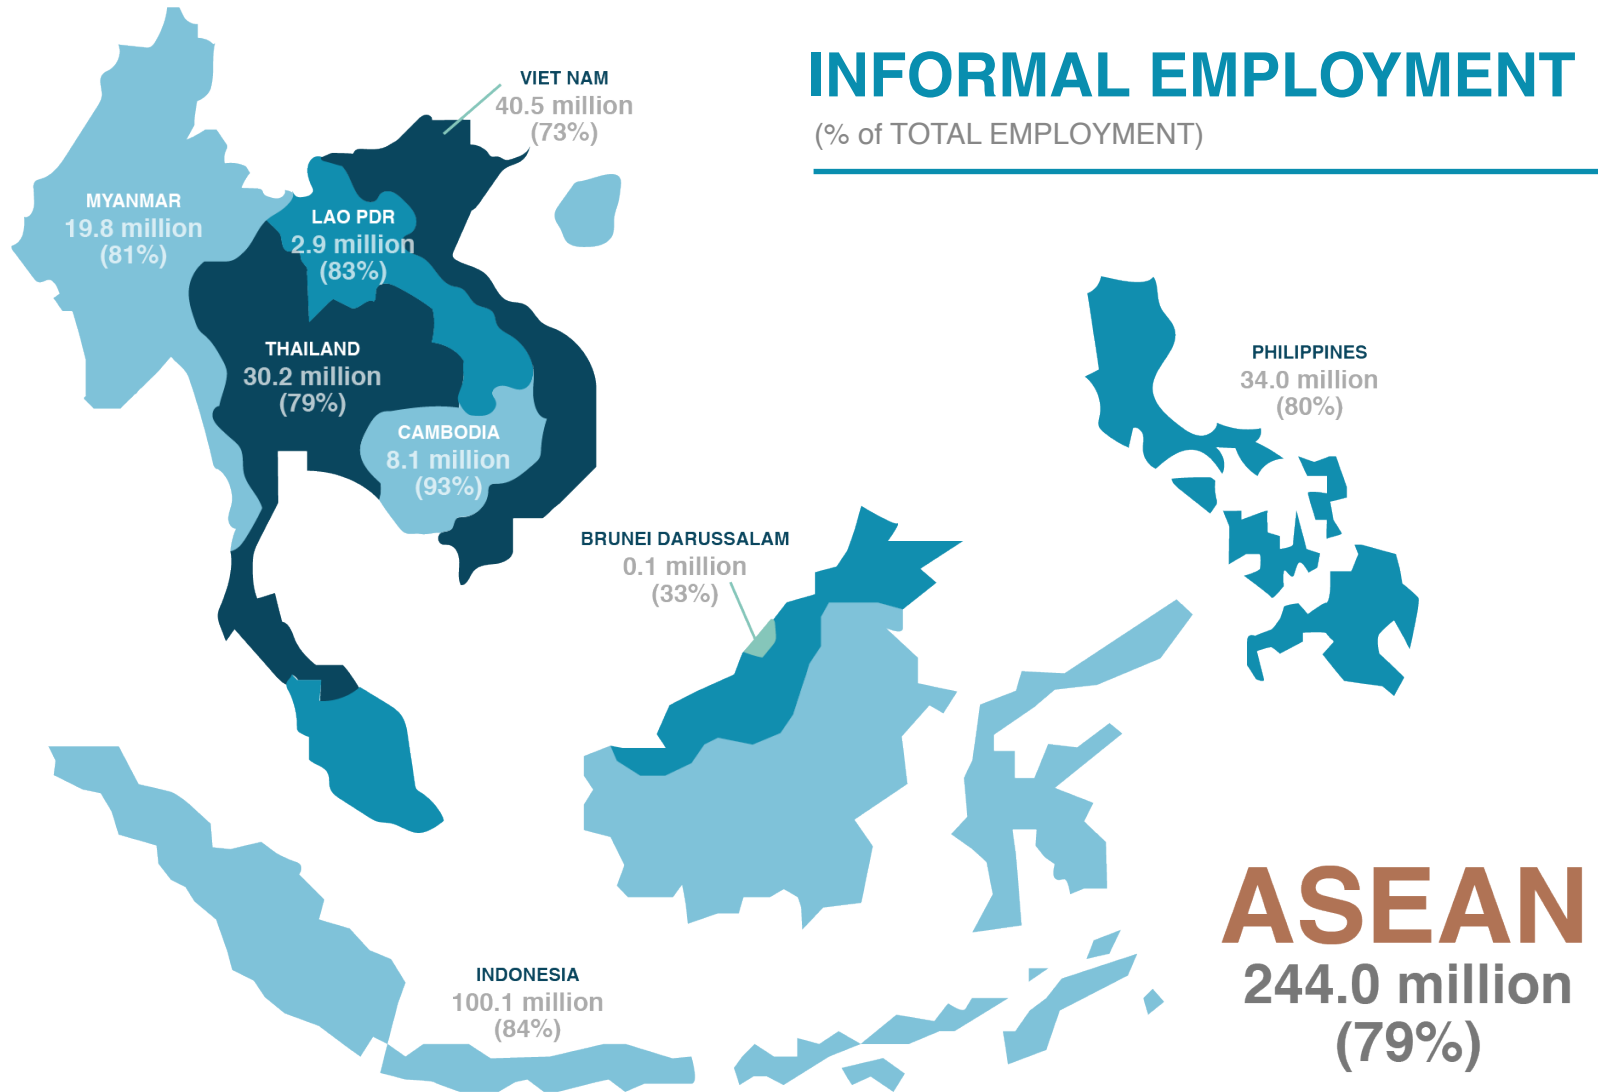 INFORMAL EMPLOYMENT
(% of TOTAL EMPLOYMENT)
VIET NAM
40.5 million
(73%)
MYANMAR
19.8 million
(81%)
LAO PDR
2.9 million
(83%)
THAILAND
30.2 million
(79%)
PHILIPPINES
34.0 million
(80%)
CAMBODIA
8.1 million
(93%)
BRUNEI DARUSSALAM
0.1 million
(33%)
INDONESIA
100.1 million
(84%)
ASEAN
244.0 million
(79%)